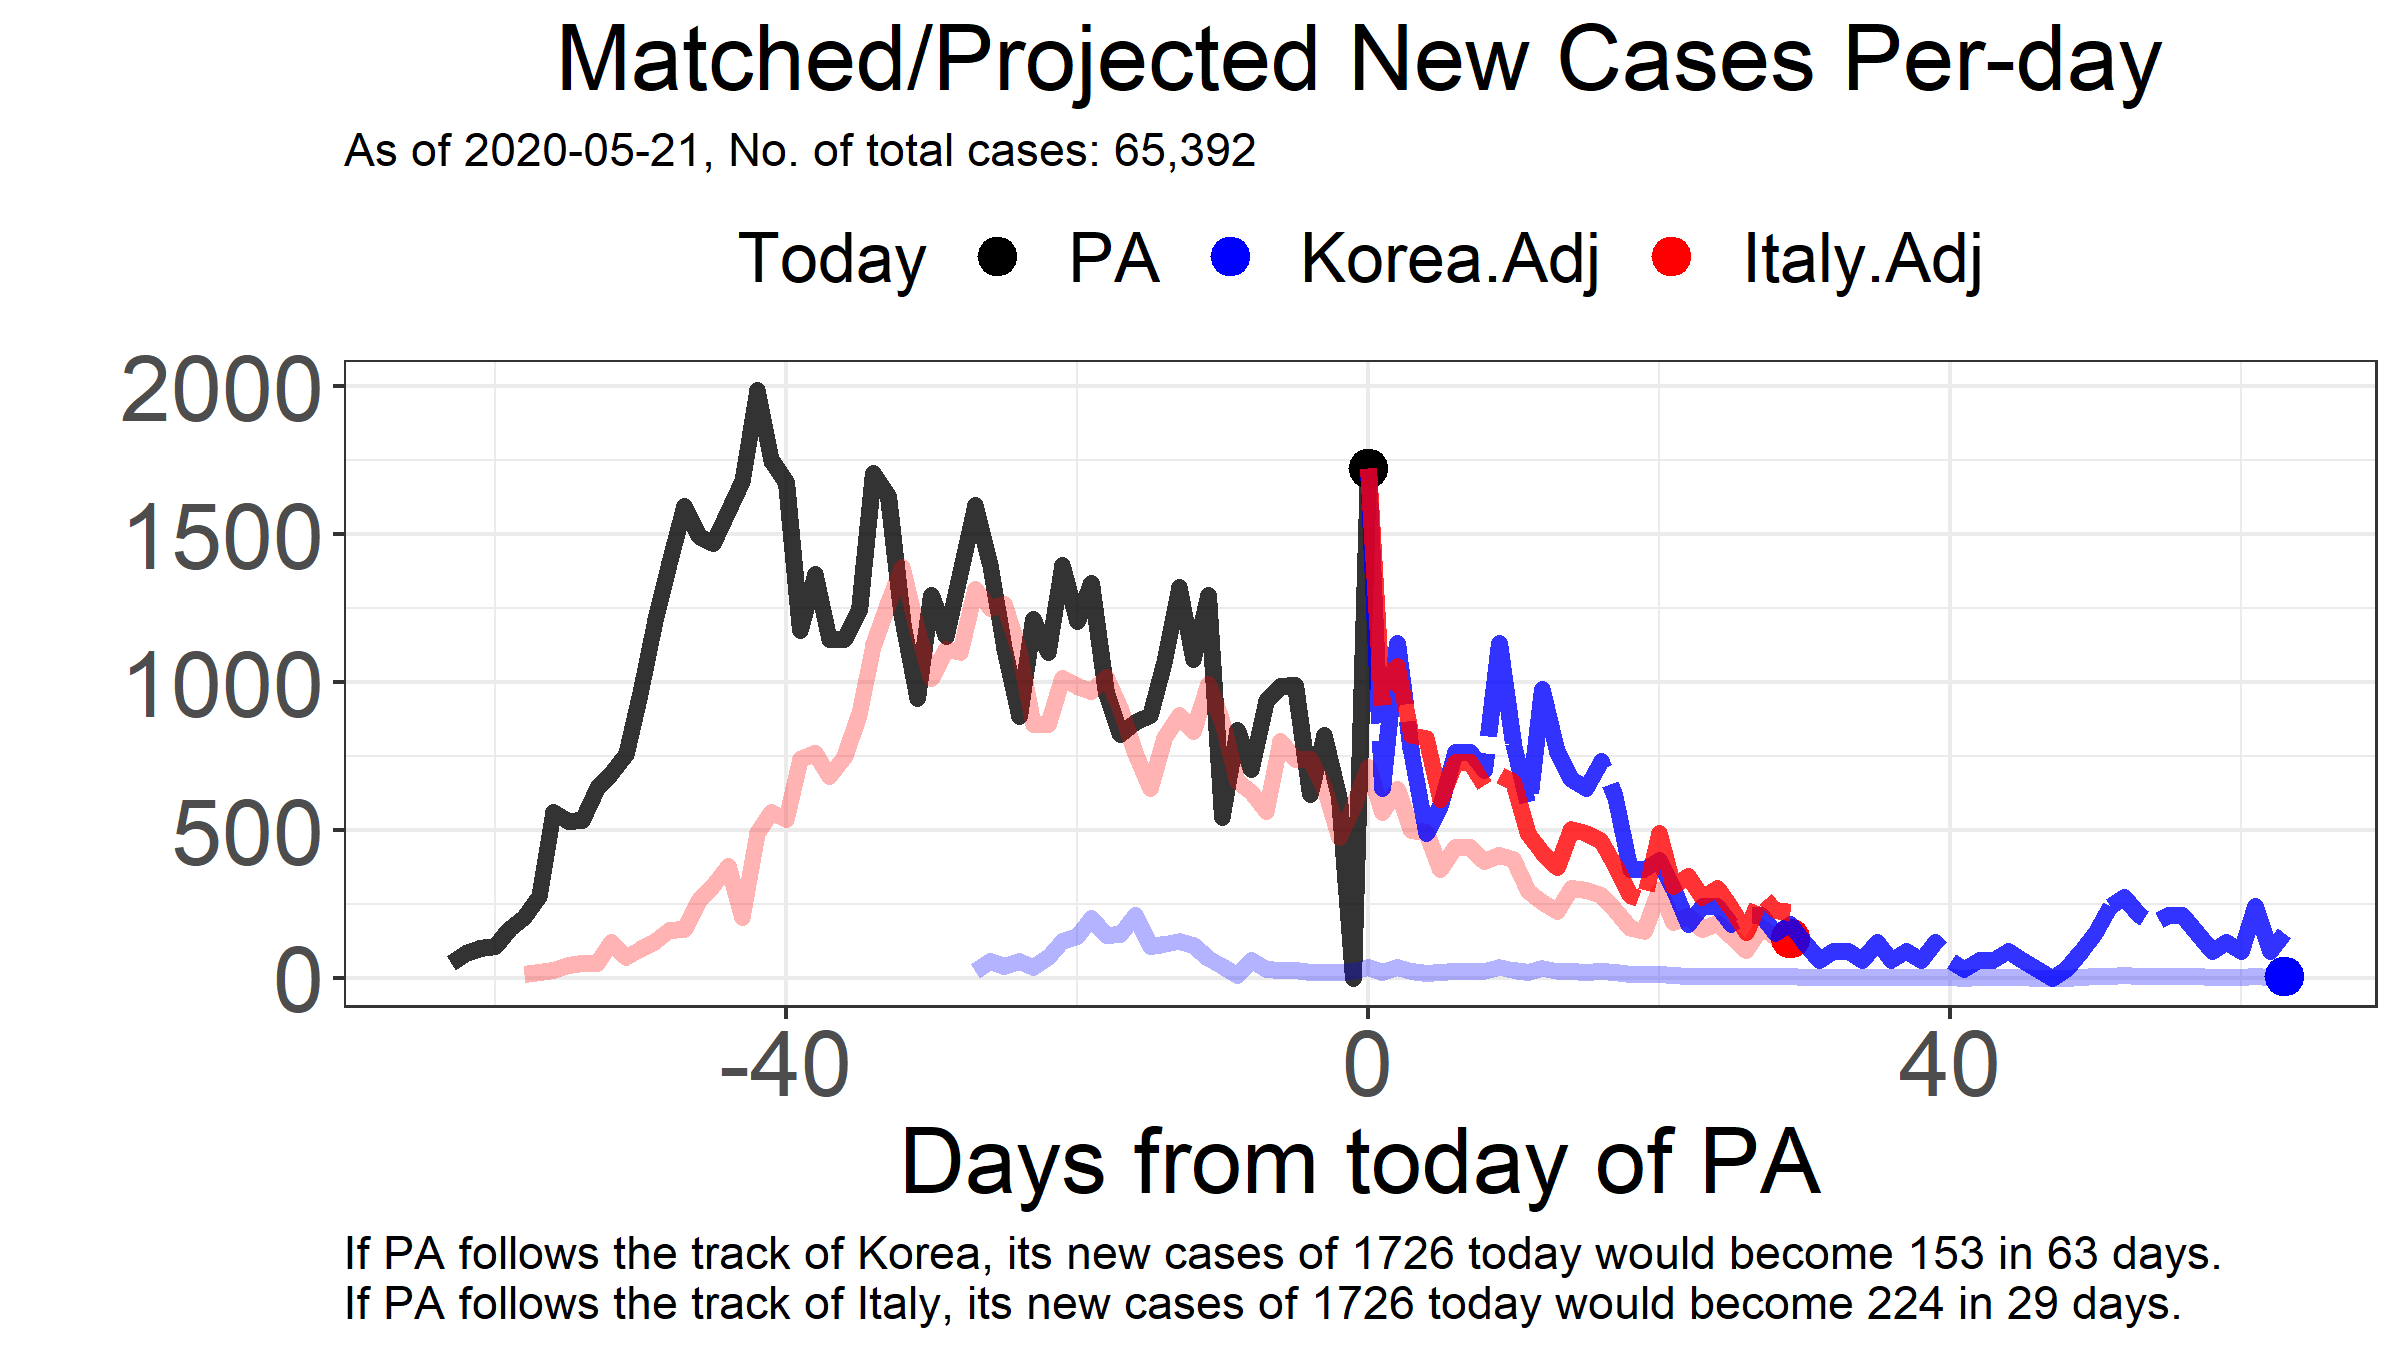 Matched/Projected New Cases Per-day
As of 2020-05-21, No. of total cases: 65,392
Today PA Korea.Adj Italy.Adj
2000
1500
1000
500
0
-40 0 40
Days from today of PA
If PA follows the track of Korea, its new cases of 1726 today would become 153 in 63 days.
If PA follows the track of Italy, its new cases of 1726 today would become 224 in 29 days.